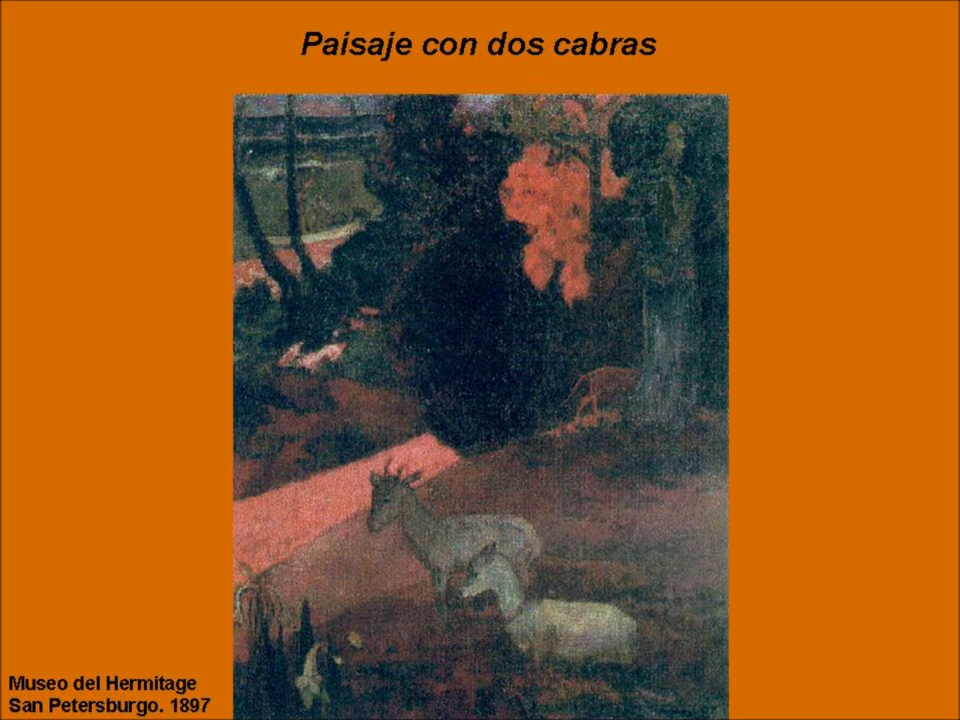 Paisaje con dos cabras
Museo del Hermitage
San Petersburgo. 1897